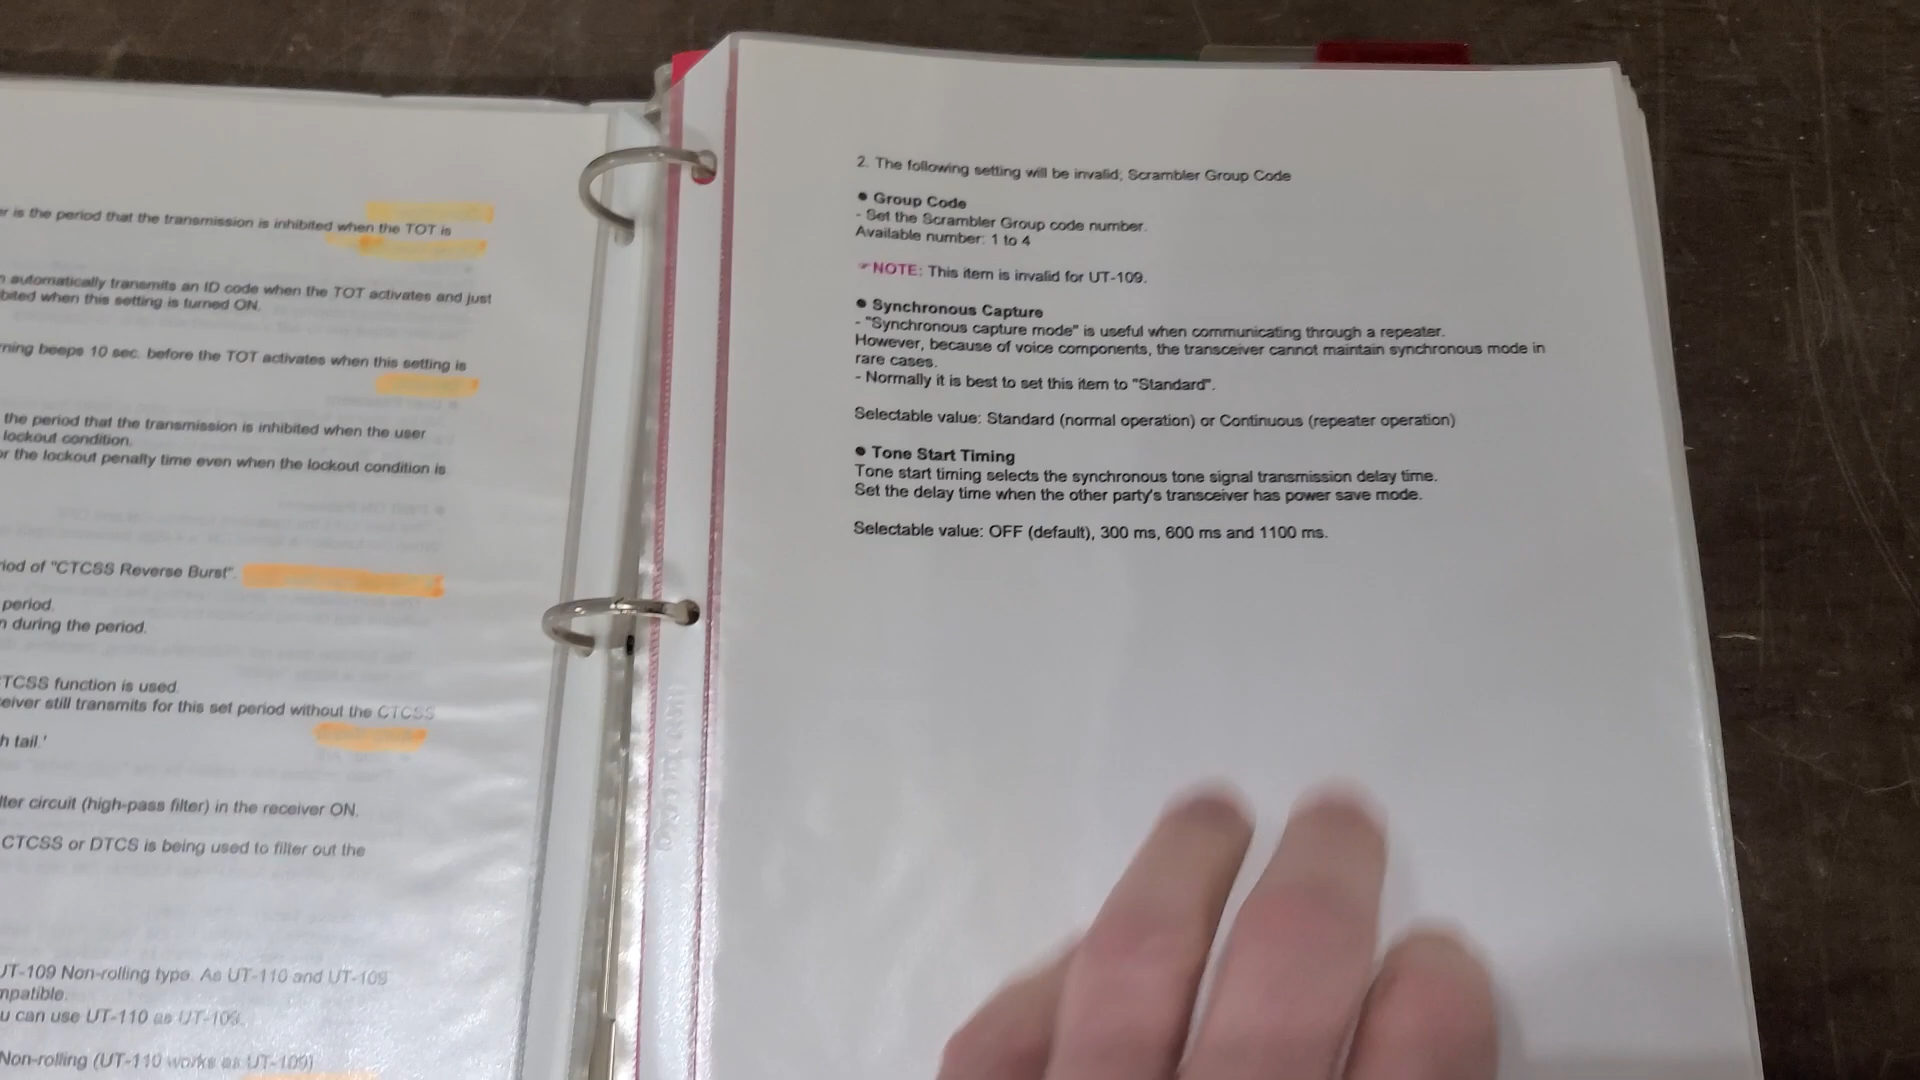 er is the period that the transmission is inhibited when the TOT is
automatically transmits an ID code when the TOT activates and just
bited when this setting is turned ON.
ning beeps 10 sec. before the TOT activates when this setting is
the period that the transmission is inhibited when the user
lockout condition.
or the lockout penalty time even when the lockout condition is
iod of "CTCSS Reverse Burst".
period.
n during the period.
TCSS function is used.
eiver still transmits for this set period without the CTCSS
h tail.'
lter circuit (high-pass filter) in the receiver ON.
CTCSS or DTCS is being used to filter out the
UT-109 Non-rolling type. As UT-110 and UT-109
mpatible.
u can use UT-110 as UT-109.
Non-rolling (UT-110 works as UT-109)
2. The following setting will be invalid; Scrambler Group Code
● Group Code
- Set the Scrambler Group code number.
Available number: 1 to 4
☞NOTE: This item is invalid for UT-109.
● Synchronous Capture
- "Synchronous capture mode" is useful when communicating through a repeater.
However, because of voice components, the transceiver cannot maintain synchronous mode in
rare cases.
- Normally it is best to set this item to "Standard".
Selectable value: Standard (normal operation) or Continuous (repeater operation)
● Tone Start Timing
Tone start timing selects the synchronous tone signal transmission delay time.
Set the delay time when the other party's transceiver has power save mode.
Selectable value: OFF (default), 300 ms, 600 ms and 1100 ms.